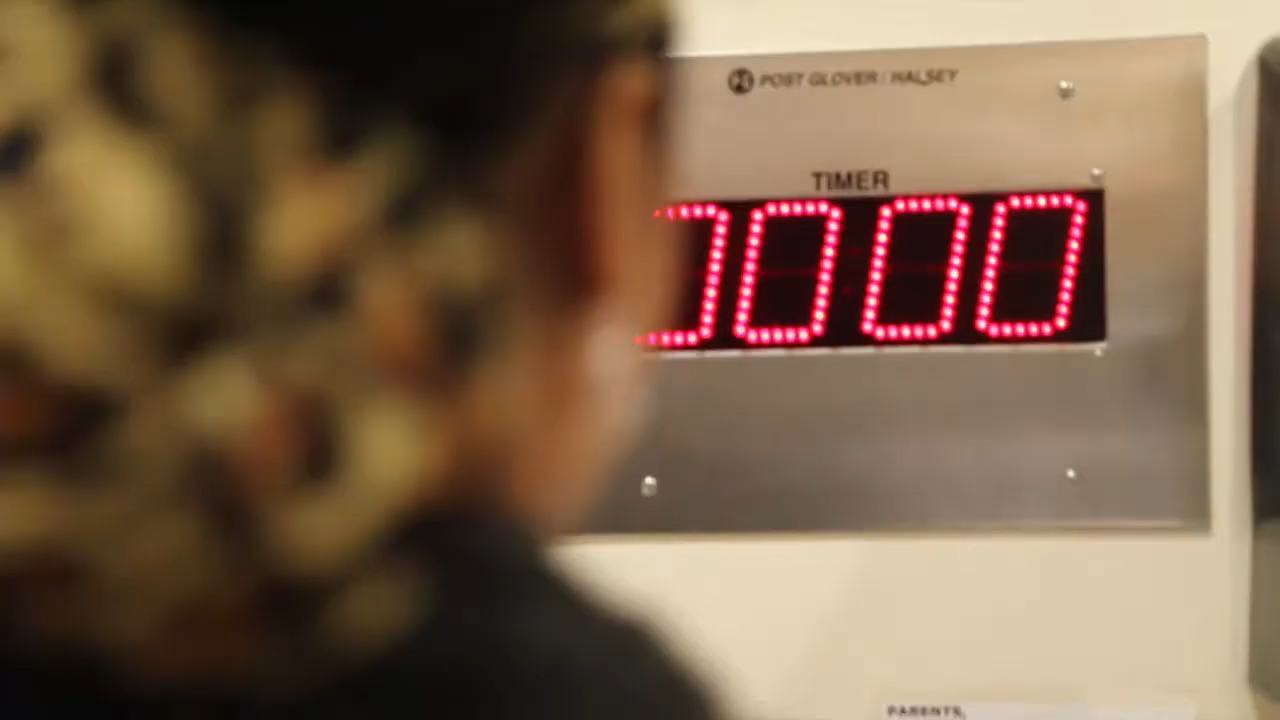 POST GLOVER / HALSEY
TIMER
0000
PARENTS,